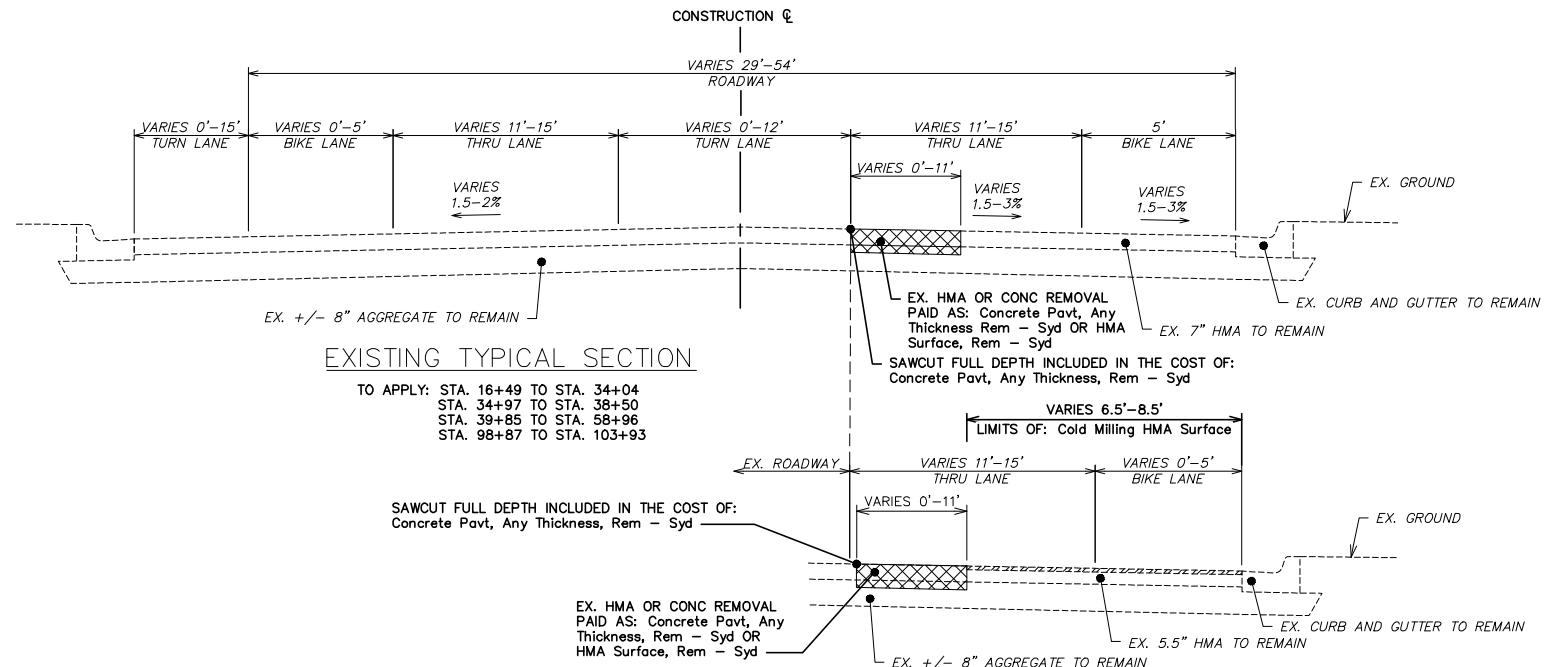 CONSTRUCTION ℄
VARIES 29'-54'
ROADWAY
VARIES 0'-15'
TURN LANE
VARIES 0'-5'
BIKE LANE
VARIES 11'-15'
THRU LANE
VARIES 0'-12'
TURN LANE
VARIES 11'-15'
THRU LANE
5'
BIKE LANE
VARIES 0'-11'
VARIES
1.5-2%
VARIES
1.5-3%
VARIES
1.5-3%
EX. GROUND
EX. +/- 8" AGGREGATE TO REMAIN
EX. HMA OR CONC REMOVAL
PAID AS: Concrete Pavt, Any
Thickness Rem - Syd OR HMA
Surface, Rem - Syd
EX. 7" HMA TO REMAIN
EX. CURB AND GUTTER TO REMAIN
SAWCUT FULL DEPTH INCLUDED IN THE COST OF:
Concrete Pavt, Any Thickness, Rem - Syd
EXISTING TYPICAL SECTION
TO APPLY: STA. 16+49 TO STA. 34+04
STA. 34+97 TO STA. 38+50
STA. 39+85 TO STA. 58+96
STA. 98+87 TO STA. 103+93
VARIES 6.5'-8.5'
LIMITS OF: Cold Milling HMA Surface
EX. ROADWAY
VARIES 11'-15'
THRU LANE
VARIES 0'-5'
BIKE LANE
VARIES 0'-11'
SAWCUT FULL DEPTH INCLUDED IN THE COST OF:
Concrete Pavt, Any Thickness, Rem - Syd
EX. GROUND
EX. HMA OR CONC REMOVAL
PAID AS: Concrete Pavt, Any
Thickness, Rem - Syd OR
HMA Surface, Rem - Syd
EX. CURB AND GUTTER TO REMAIN
EX. 5.5" HMA TO REMAIN
EX. +/- 8" AGGREGATE TO REMAIN